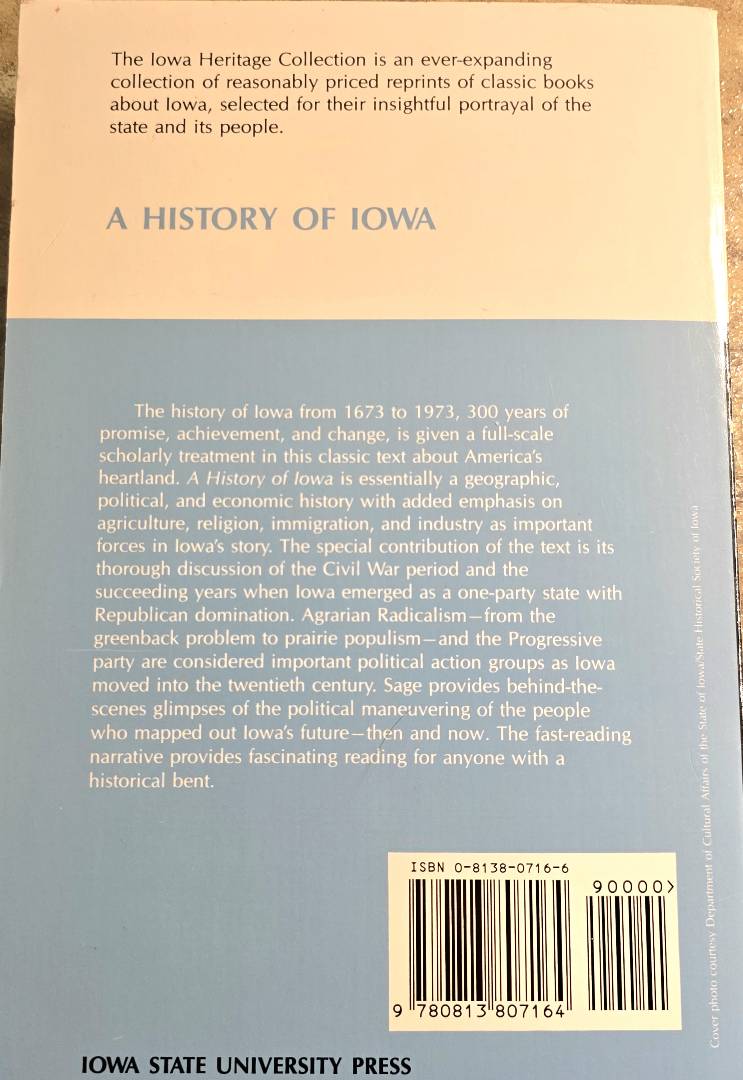 The Iowa Heritage Collection is an ever-expanding
collection of reasonably priced reprints of classic books
about Iowa, selected for their insightful portrayal of the
state and its people.
A HISTORY OF IOWA
The history of Iowa from 1673 to 1973, 300 years of
promise, achievement, and change, is given a full-scale
scholarly treatment in this classic text about America's
heartland. A History of Iowa is essentially a geographic,
political, and economic history with added emphasis on
agriculture, religion, immigration, and industry as important
forces in Iowa's story. The special contribution of the text is its
thorough discussion of the Civil War period and the
succeeding years when Iowa emerged as a one-party state with
Republican domination. Agrarian Radicalism—from the
greenback problem to prairie populism—and the Progressive
party are considered important political action groups as Iowa
moved into the twentieth century. Sage provides behind-the-
scenes glimpses of the political maneuvering of the people
who mapped out Iowa's future—then and now. The fast-reading
narrative provides fascinating reading for anyone with a
historical bent.
Cover photo courtesy Department of Cultural Affairs of the State of Iowa/State Historical Society of Iowa
ISBN 0-8138-0716-6
90000>
9 780813 807164
IOWA STATE UNIVERSITY PRESS